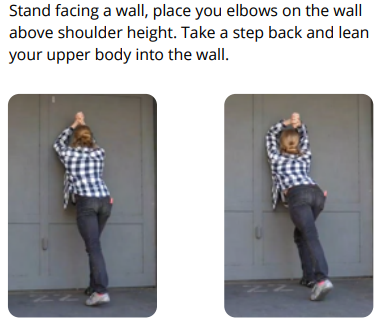 Stand facing a wall, place you elbows on the wall
above shoulder height. Take a step back and lean
your upper body into the wall.